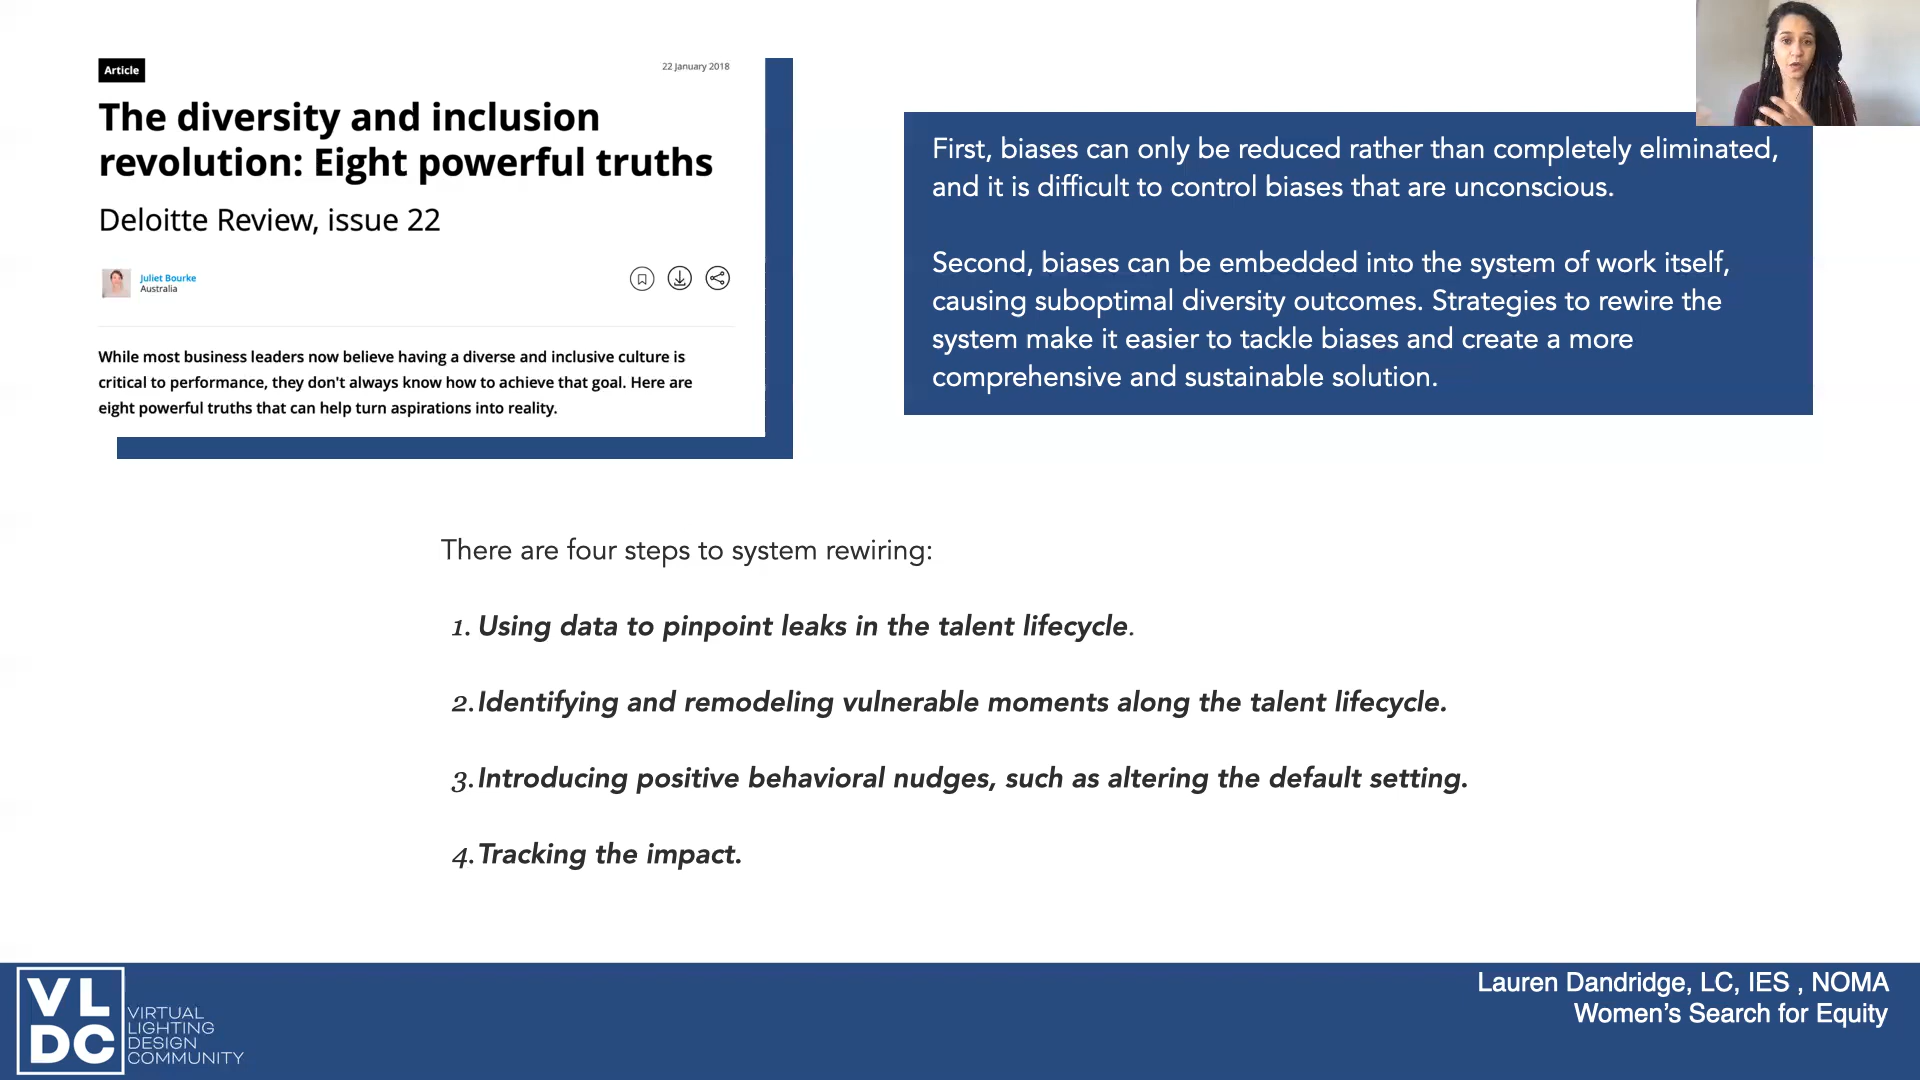 Article
22 January 2018
The diversity and inclusion
revolution: Eight powerful truths
Deloitte Review, issue 22
Juliet Bourke
Australia
While most business leaders now believe having a diverse and inclusive culture is
critical to performance, they don't always know how to achieve that goal. Here are
eight powerful truths that can help turn aspirations into reality.
First, biases can only be reduced rather than completely eliminated,
and it is difficult to control biases that are unconscious.
Second, biases can be embedded into the system of work itself,
causing suboptimal diversity outcomes. Strategies to rewire the
system make it easier to tackle biases and create a more
comprehensive and sustainable solution.
There are four steps to system rewiring:
1. Using data to pinpoint leaks in the talent lifecycle.
2. Identifying and remodeling vulnerable moments along the talent lifecycle.
3. Introducing positive behavioral nudges, such as altering the default setting.
4. Tracking the impact.
VL
DC
VIRTUAL
LIGHTING
DESIGN
COMMUNITY
Lauren Dandridge, LC, IES , NOMA
Women's Search for Equity